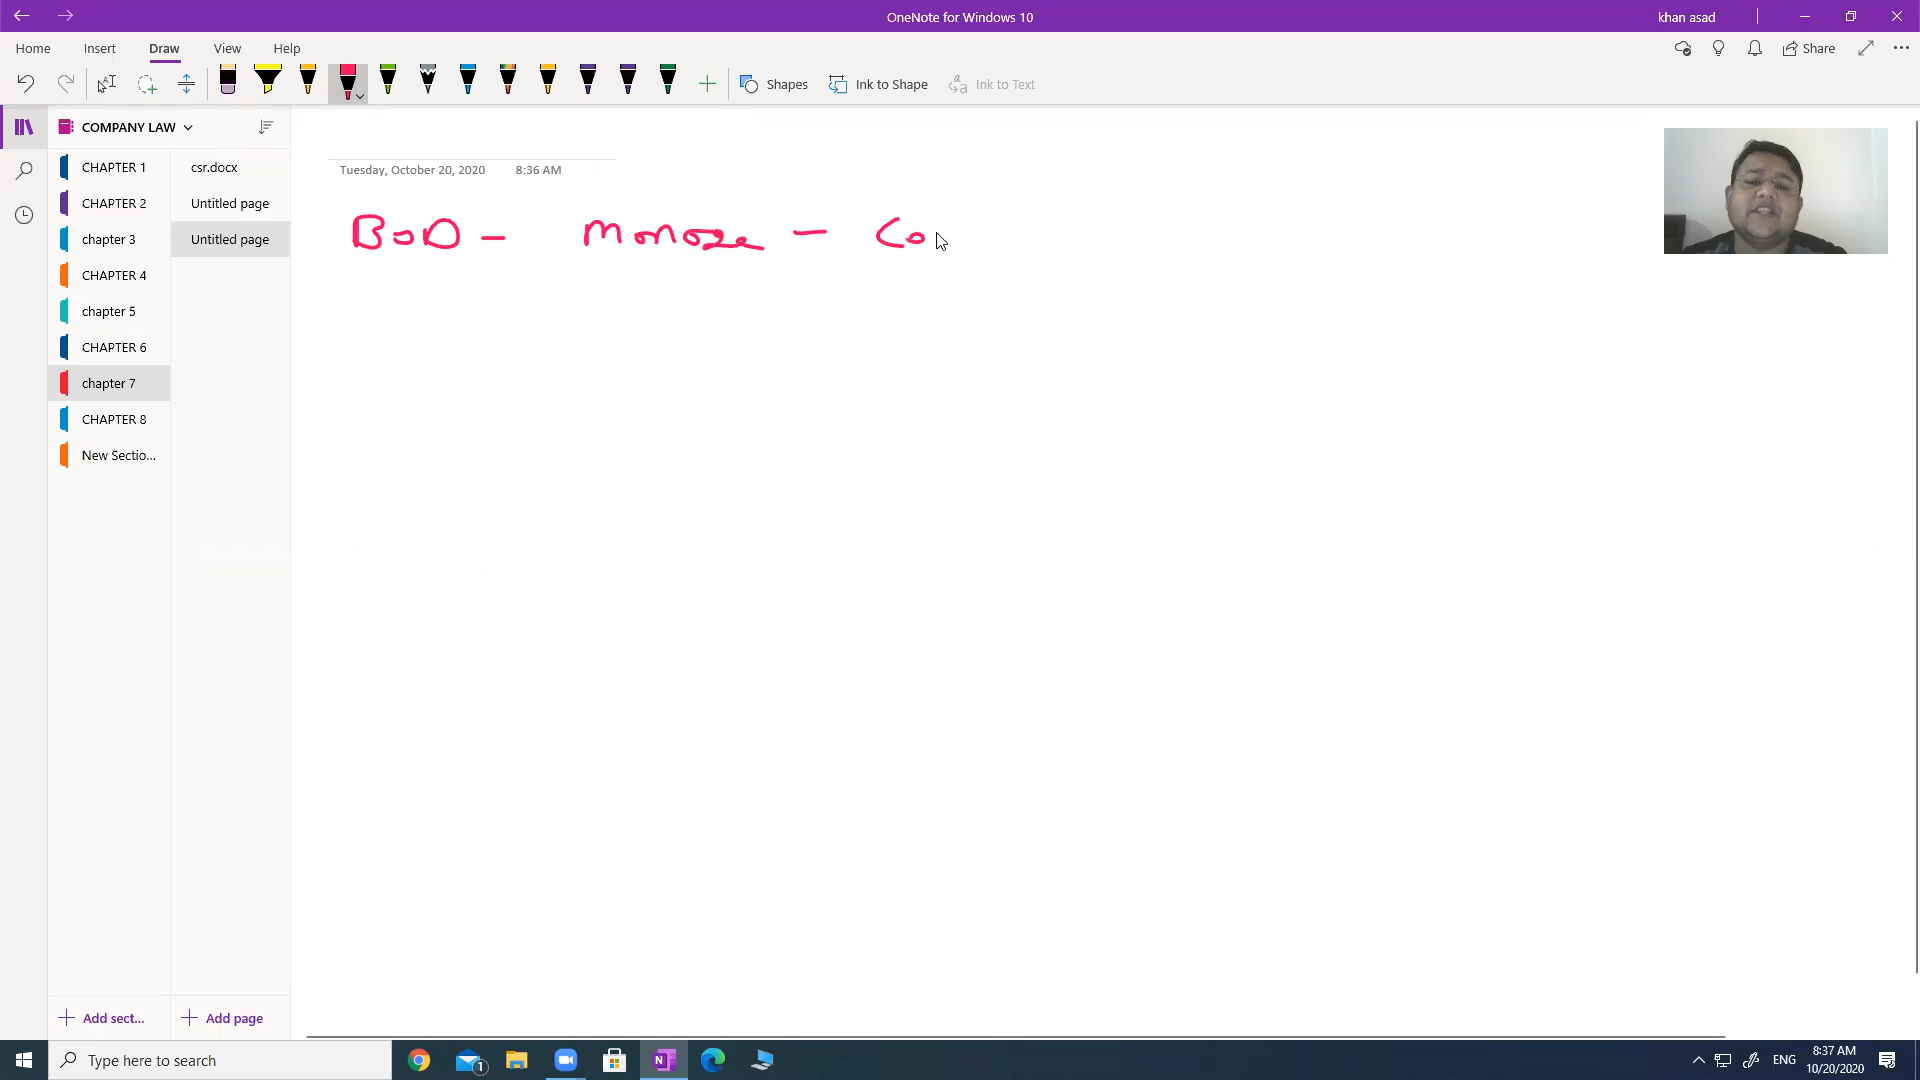 OneNote for Windows 10
khan asad
Home Insert Draw View Help
Share
Shapes Ink to Shape Ink to Text
COMPANY LAW
CHAPTER 1
CHAPTER 2
chapter 3
CHAPTER 4
chapter 5
CHAPTER 6
chapter 7
CHAPTER 8
New Sectio...
csr.docx
Untitled page
Untitled page
Tuesday, October 20, 2020 8:36 AM
BOD - - Co
+ Add sect... + Add page
Type here to search
1
N
ENG
8:37 AM
10/20/2020